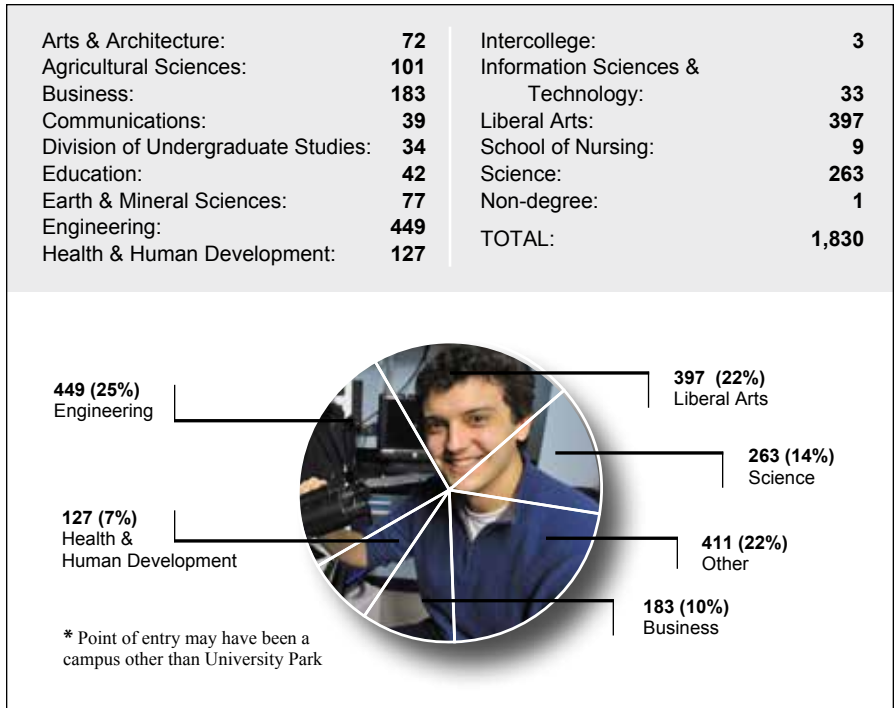 Arts & Architecture: 72
Agricultural Sciences: 101
Business: 183
Communications: 39
Division of Undergraduate Studies: 34
Education: 42
Earth & Mineral Sciences: 77
Engineering: 449
Health & Human Development: 127
Intercollege: 3
Information Sciences &
Technology: 33
Liberal Arts: 397
School of Nursing: 9
Science: 263
Non-degree: 1
TOTAL: 1,830
449 (25%)
Engineering
127 (7%)
Health &
Human Development
397 (22%)
Liberal Arts
263 (14%)
Science
411 (22%)
Other
183 (10%)
Business
* Point of entry may have been a
campus other than University Park